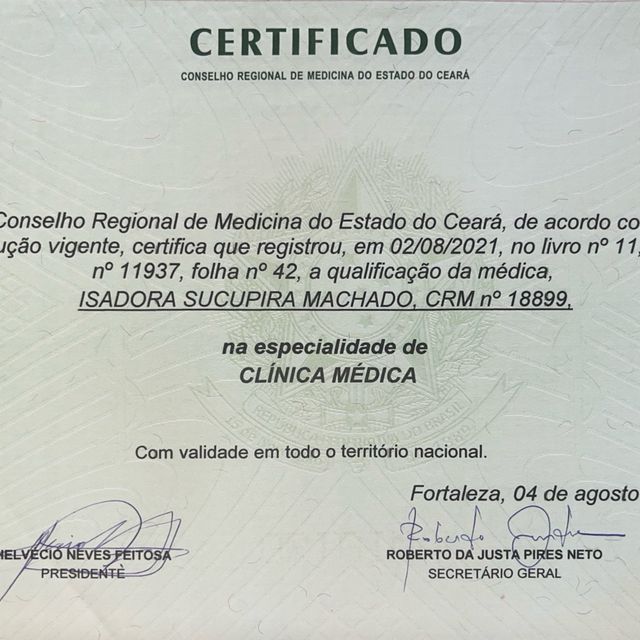 CERTIFICADO
CONSELHO REGIONAL DE MEDICINA DO ESTADO DO CEARÁ
Conselho Regional de Medicina do Estado do Ceará, de acordo co
ução vigente, certifica que registrou, em 02/08/2021, no livro nº 11,
nº 11937, folha nº 42, a qualificação da médica,
ISADORA SUCUPIRA MACHADO, CRM nº 18899,
na especialidade de
CLÍNICA MÉDICA
Com validade em todo o território nacional.
Fortaleza, 04 de agosto
HELVÉCIO NEVES FEITOSA
PRESIDENTE
ROBERTO DA JUSTA PIRES NETO
SECRETÁRIO GERAL